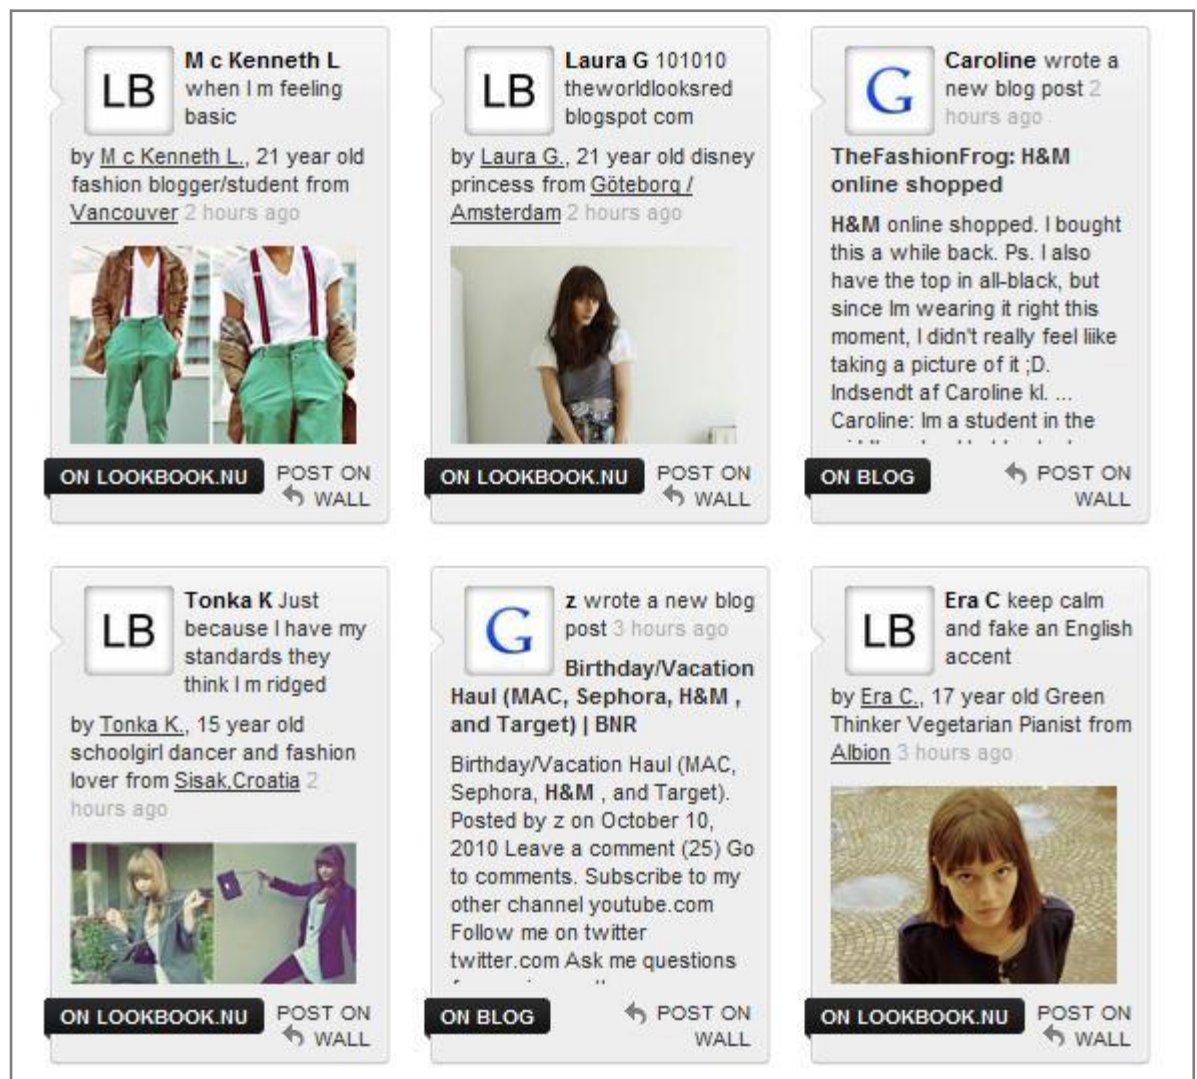 LB
M c Kenneth L
when I m feeling
basic
by M c Kenneth L., 21 year old
fashion blogger/student from
Vancouver 2 hours ago
ON LOOKBOOK.NU
POST ON
WALL
LB
Laura G 101010
theworldlooksred
blogspot com
by Laura G., 21 year old disney
princess from Göteborg /
Amsterdam 2 hours ago
ON LOOKBOOK.NU
POST ON
WALL
G
Caroline wrote a
new blog post 2
hours ago
TheFashionFrog: H&M
online shopped
H&M online shopped. I bought
this a while back. Ps. I also
have the top in all-black, but
since Im wearing it right this
moment, I didn't really feel liike
taking a picture of it ;D.
Indsendt af Caroline kl. ...
Caroline: Im a student in the
ON BLOG
POST ON
WALL
LB
Tonka K Just
because I have my
standards they
think I m ridged
by Tonka K., 15 year old
schoolgirl dancer and fashion
lover from Sisak,Croatia 2
hours ago
ON LOOKBOOK.NU
POST ON
WALL
G
z wrote a new blog
post 3 hours ago
Birthday/Vacation
Haul (MAC, Sephora, H&M ,
and Target) | BNR
Birthday/Vacation Haul (MAC,
Sephora, H&M , and Target).
Posted by z on October 10,
2010 Leave a comment (25) Go
to comments. Subscribe to my
other channel youtube.com
Follow me on twitter
twitter.com Ask me questions
ON BLOG
POST ON
WALL
LB
Era C keep calm
and fake an English
accent
by Era C., 17 year old Green
Thinker Vegetarian Pianist from
Albion 3 hours ago
ON LOOKBOOK.NU
POST ON
WALL